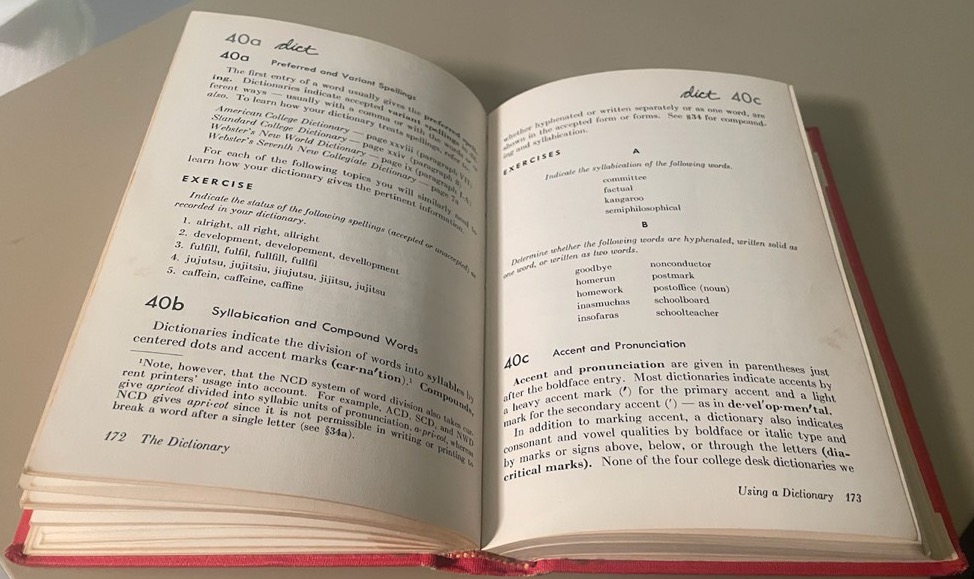 40a dict
40a Preferred and Variant Spellings
The first entry of a word usually gives the preferred spell-
ing. Dictionaries indicate accepted variant spellings
ferent ways — usually with a comma or with the word or
also. To learn how your dictionary treats spellings, refer to:
American College Dictionary — page xxviii (paragraph
Standard College Dictionary — page xxiv (paragraph
Webster's New World Dictionary — page ix (paragraph
Webster's Seventh New Collegiate Dictionary — page 7a
For each of the following topics you will similarly need to
learn how your dictionary gives the pertinent information.
EXERCISE
Indicate the status of the following spellings (accepted or unaccepted) as
recorded in your dictionary.
1. alright, all right, allright
2. development, developement, devellopment
3. fulfill, fulfil, fullfill, fullfil
4. jujutsu, jujitsiu, jiujutsu, jijitsu, jujitsu
5. caffein, caffeine, caffine
40b Syllabication and Compound Words
Dictionaries indicate the division of words into syllables by
centered dots and accent marks (car·na′tion).¹ Compounds,
¹Note, however, that the NCD system of word division also takes cur-
rent printers' usage into account. For example, ACD, SCD, and NWD
give apricot divided into syllabic units of pronunciation, a·pri·cot, whereas
NCD gives apri·cot since it is not permissible in writing or printing to
break a word after a single letter (see §34a).
172 The Dictionary
dict 40c
whether hyphenated or written separately or as one word, are
shown in the accepted form or forms. See §34 for compound-
ing and syllabication.
EXERCISES
A
Indicate the syllabication of the following words.
committee
factual
kangaroo
semiphilosophical
B
Determine whether the following words are hyphenated, written solid as
one word, or written as two words.
goodbye nonconductor
homerun postmark
homework postoffice (noun)
inasmuchas schoolboard
insofaras schoolteacher
40c Accent and Pronunciation
Accent and pronunciation are given in parentheses just
after the boldface entry. Most dictionaries indicate accents by
a heavy accent mark (′) for the primary accent and a light
mark for the secondary accent (′) — as in de·vel′op·men′tal.
In addition to marking accent, a dictionary also indicates
consonant and vowel qualities by boldface or italic type and
by marks or signs above, below, or through the letters (dia-
critical marks). None of the four college desk dictionaries we
Using a Dictionary 173